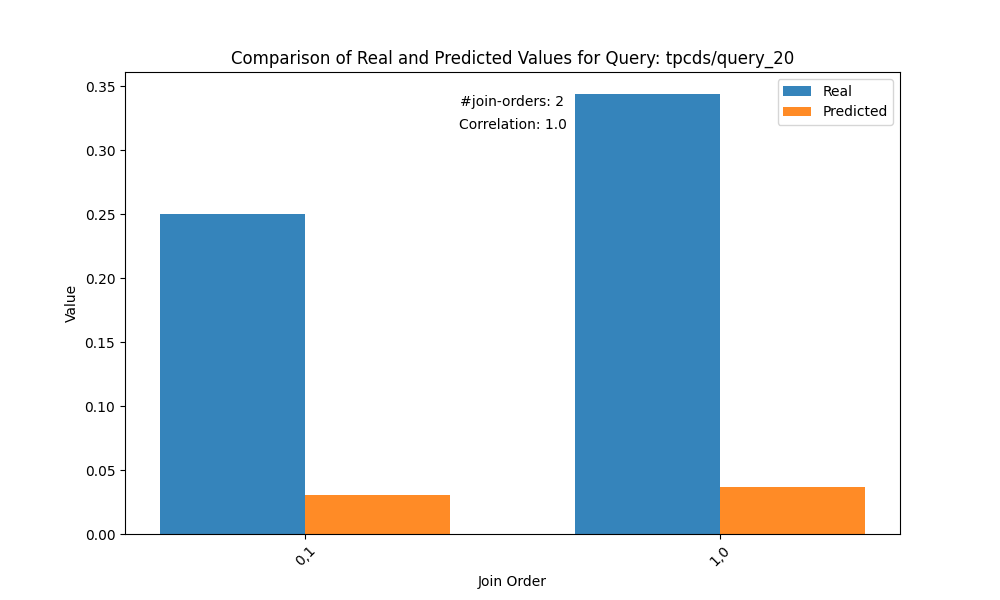 Comparison of Real and Predicted Values for Query: tpcds/query_20
#join-orders: 2
Correlation: 1.0
Real
Predicted
Value
0.35
0.30
0.25
0.20
0.15
0.10
0.05
0.00
0,1
1,0
Join Order